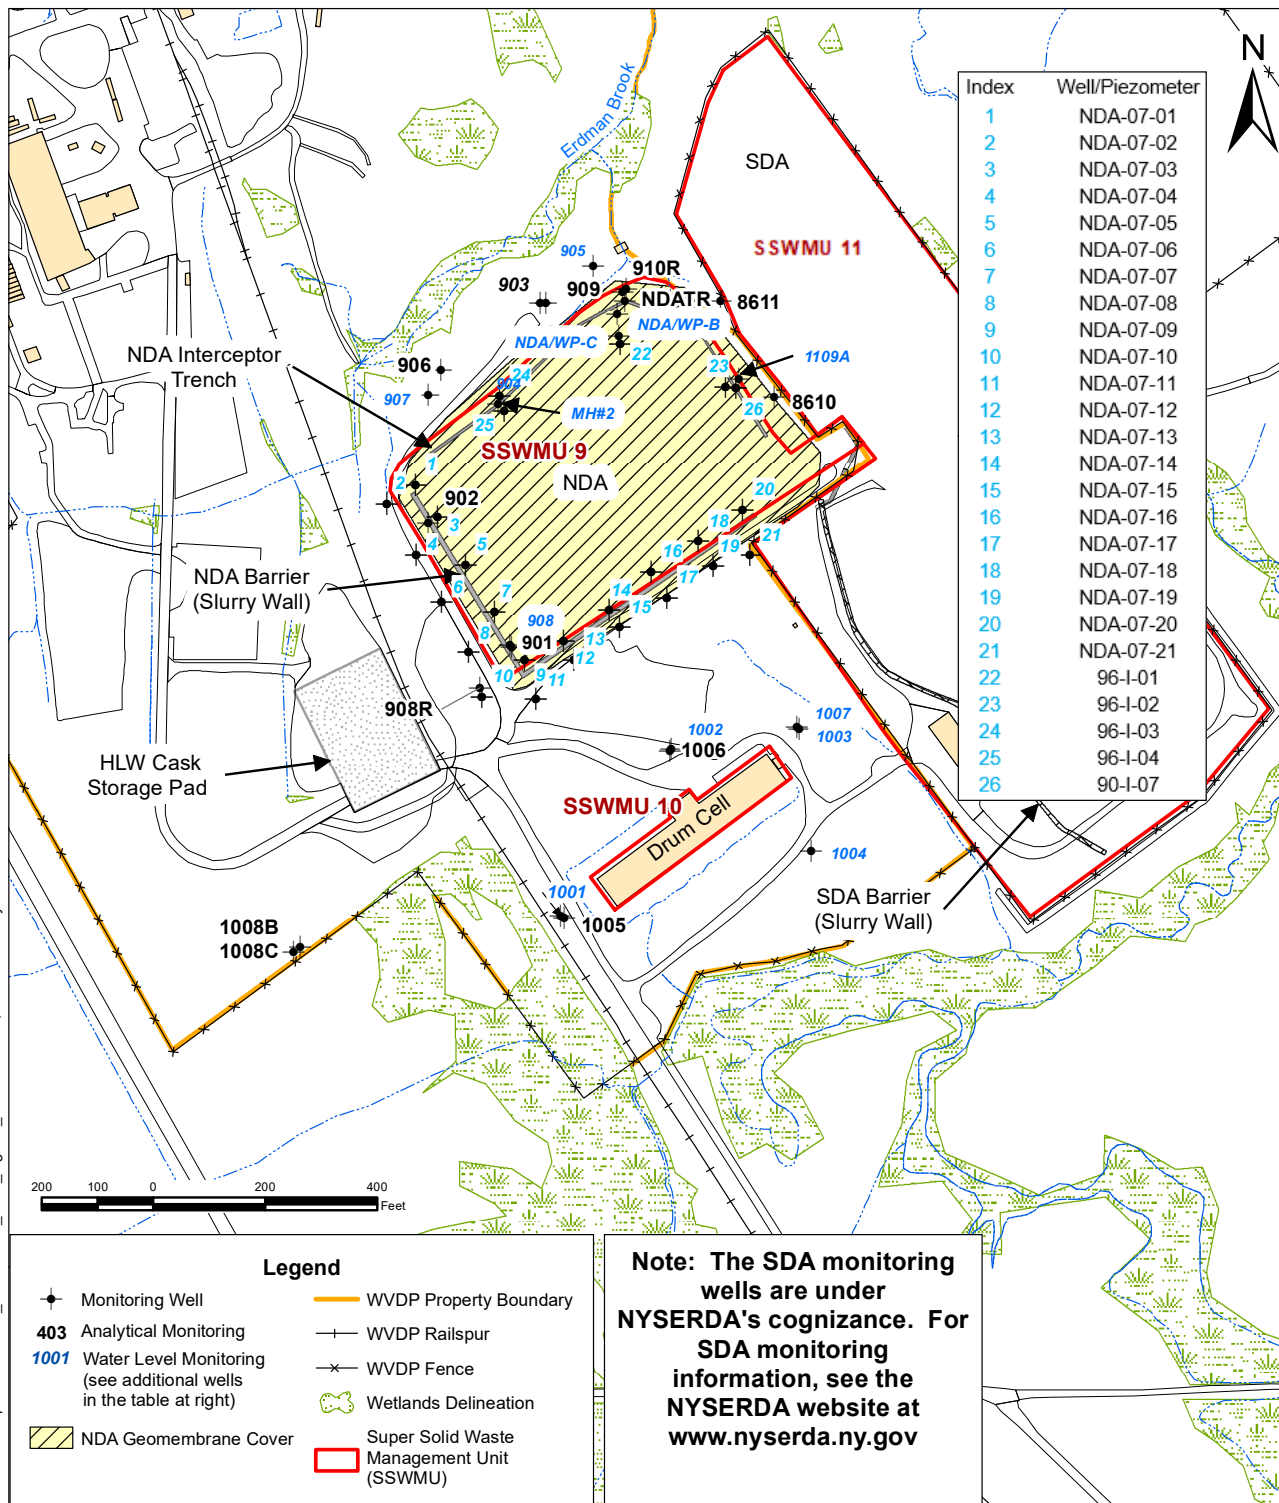 N
Erdman Brook
SDA
SSWMU 11
Index Well/Piezometer
1 NDA-07-01
2 NDA-07-02
3 NDA-07-03
4 NDA-07-04
5 NDA-07-05
6 NDA-07-06
7 NDA-07-07
8 NDA-07-08
9 NDA-07-09
10 NDA-07-10
11 NDA-07-11
12 NDA-07-12
13 NDA-07-13
14 NDA-07-14
15 NDA-07-15
16 NDA-07-16
17 NDA-07-17
18 NDA-07-18
19 NDA-07-19
20 NDA-07-20
21 NDA-07-21
22 96-I-01
23 96-I-02
24 96-I-03
25 96-I-04
26 90-I-07
905
910R
903
909
NDATR
8611
NDA/WP-B
NDA/WP-C
22
NDA Interceptor
Trench
906
907
24
904
23
1109A
MH#2
26
8610
25
SSWMU 9
1
NDA
2
902
20
3
18
21
4
5
16
19
NDA Barrier
(Slurry Wall)
6
17
7
14
15
908
8
901
13
12
10
9
11
908R
1007
1002
1003
1006
HLW Cask
Storage Pad
SSWMU 10
Drum Cell
1004
1001
1005
SDA Barrier
(Slurry Wall)
1008B
1008C
200 100 0 200 400
Feet
Legend
Monitoring Well
403 Analytical Monitoring
1001 Water Level Monitoring
(see additional wells
in the table at right)
NDA Geomembrane Cover
WVDP Property Boundary
WVDP Railspur
WVDP Fence
Wetlands Delineation
Super Solid Waste
Management Unit
(SSWMU)
Note: The SDA monitoring
wells are under
NYSERDA's cognizance. For
SDA monitoring
information, see the
NYSERDA website at
www.nyserda.ny.gov